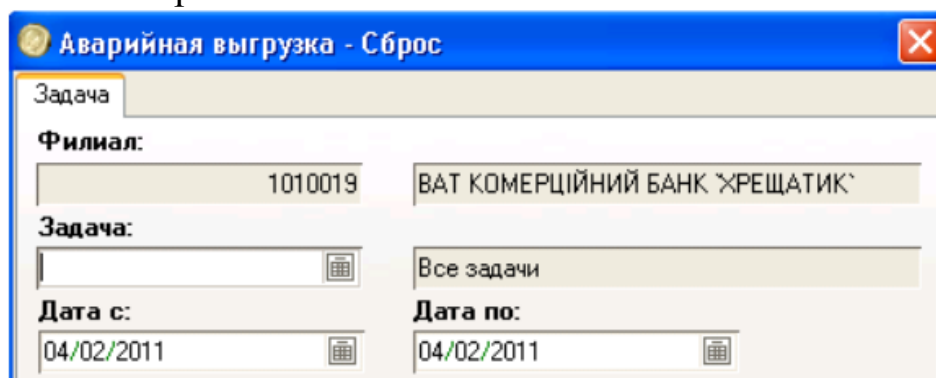 Аварийная выгрузка - Сброс
Задача
Филиал:
1010019 ВАТ КОМЕРЦІЙНИЙ БАНК `ХРЕЩАТИК`
Задача:
Все задачи
Дата с: Дата по:
04/02/2011 04/02/2011